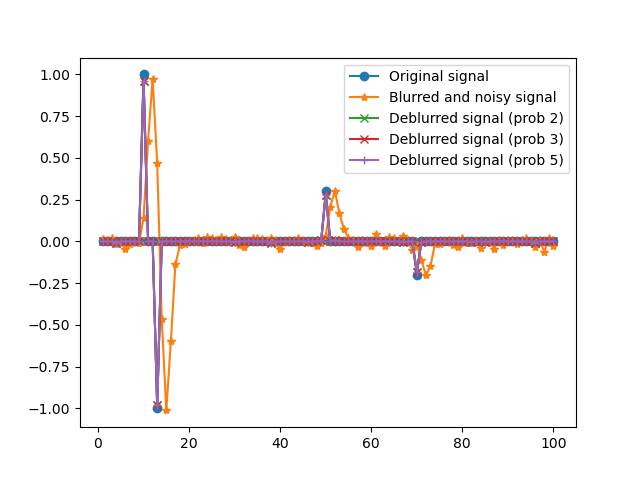 1.00
0.75
0.50
0.25
0.00
−0.25
−0.50
−0.75
−1.00
0 20 40 60 80 100
Original signal
Blurred and noisy signal
Deblurred signal (prob 2)
Deblurred signal (prob 3)
Deblurred signal (prob 5)